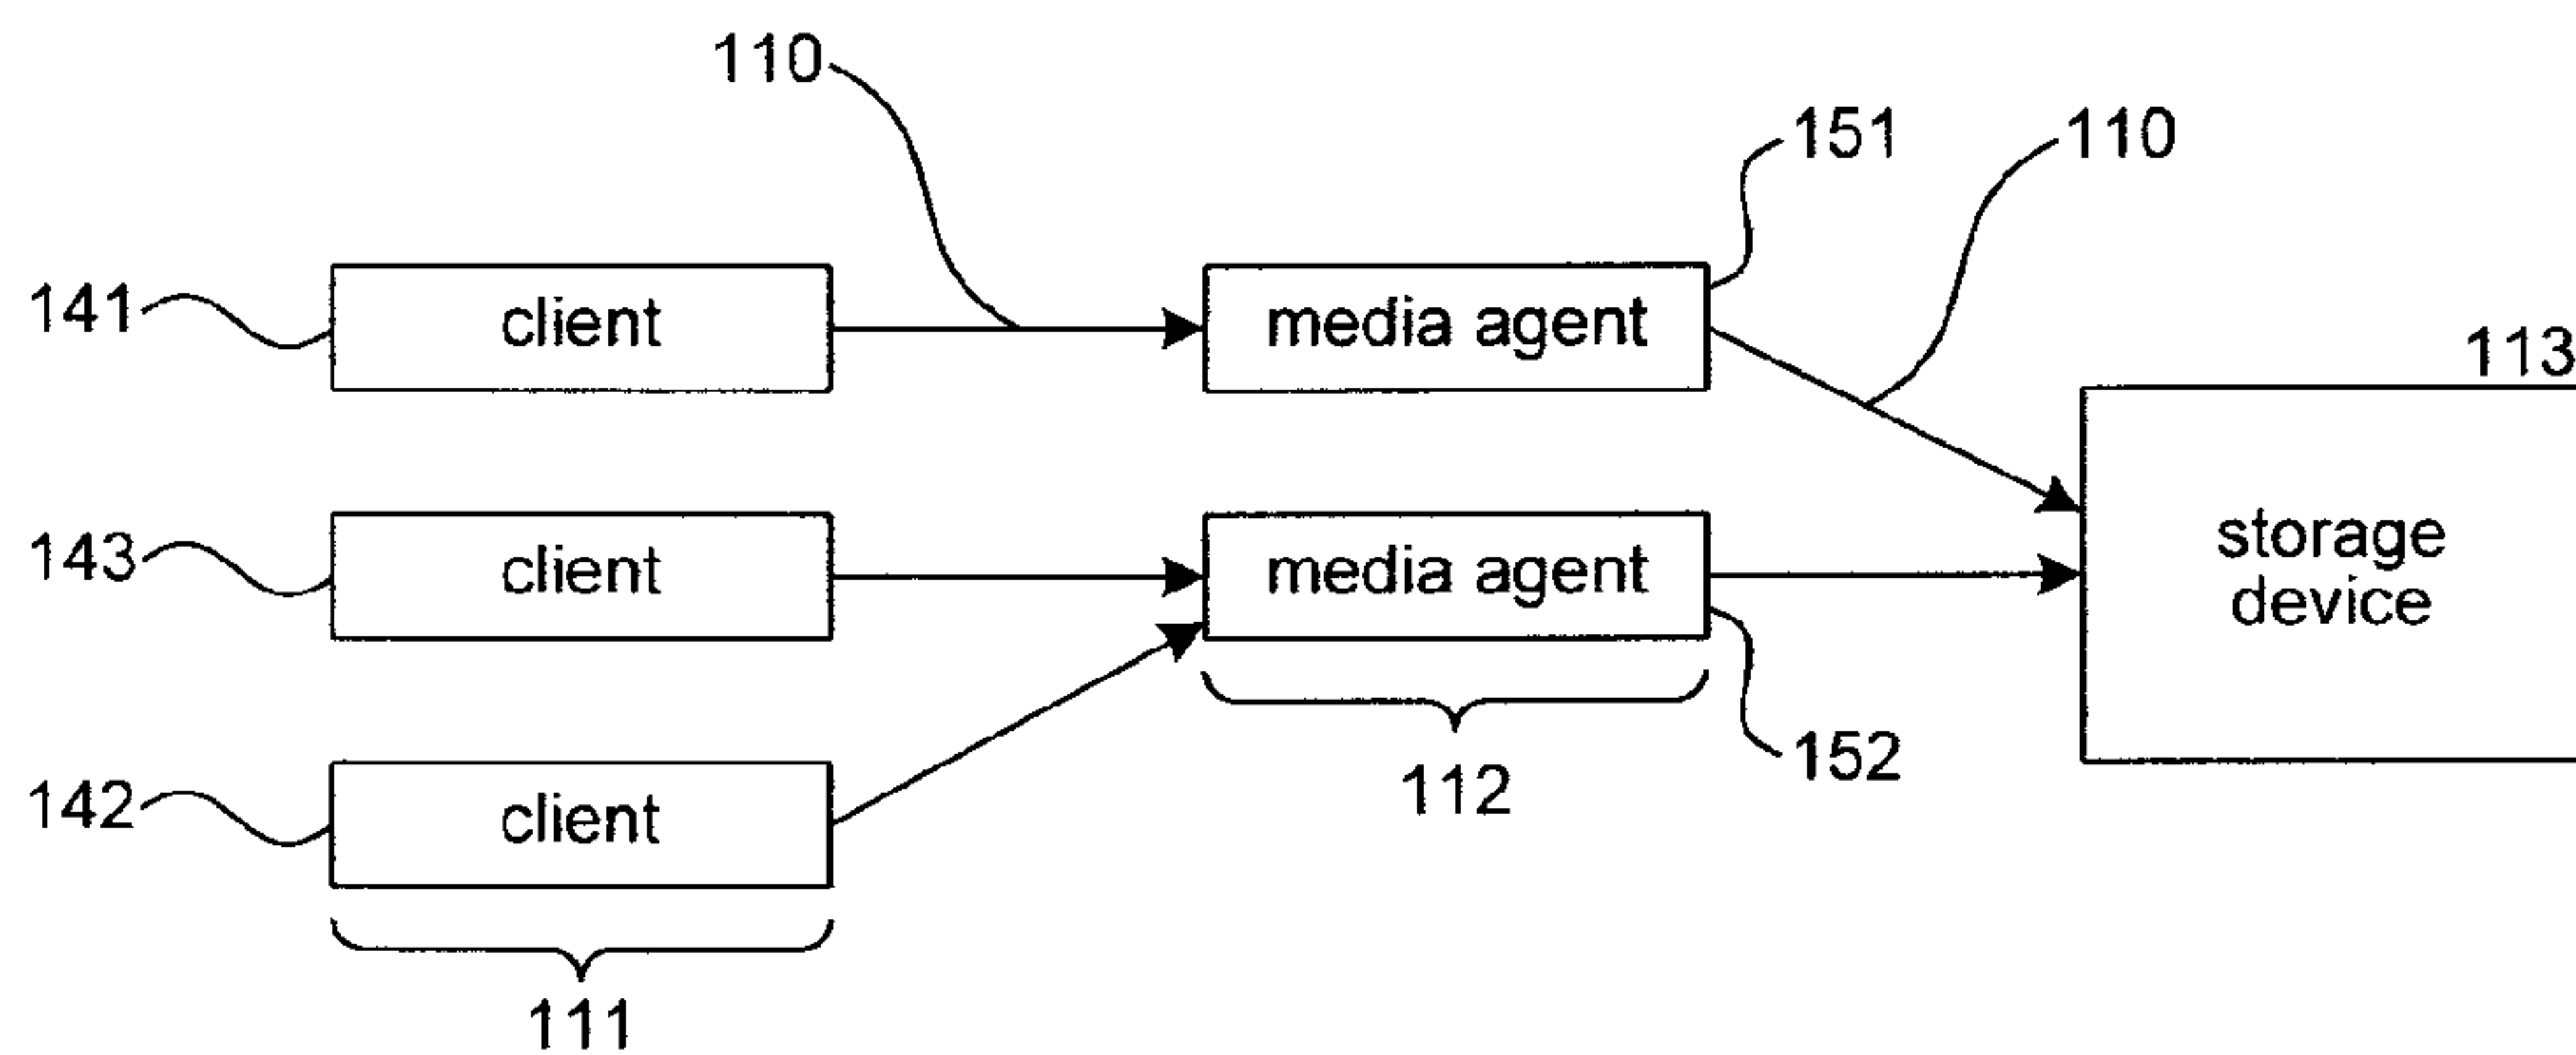 110
151
110
141
client
media agent
113
143
client
media agent
storage
device
142
client
112
152
111